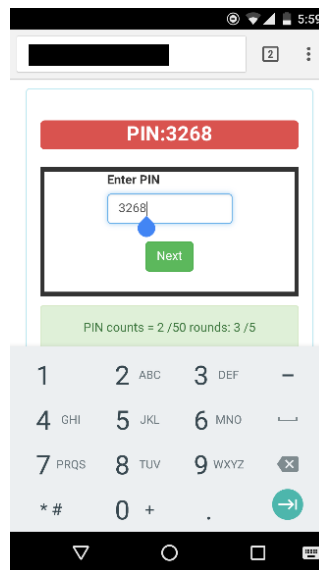 5:59
2
PIN:3268
Enter PIN
3268
Next
PIN counts = 2 /50 rounds: 3 /5
1 2 ABC 3 DEF –
4 GHI 5 JKL 6 MNO
7 PRQS 8 TUV 9 WXYZ
* # 0 + .